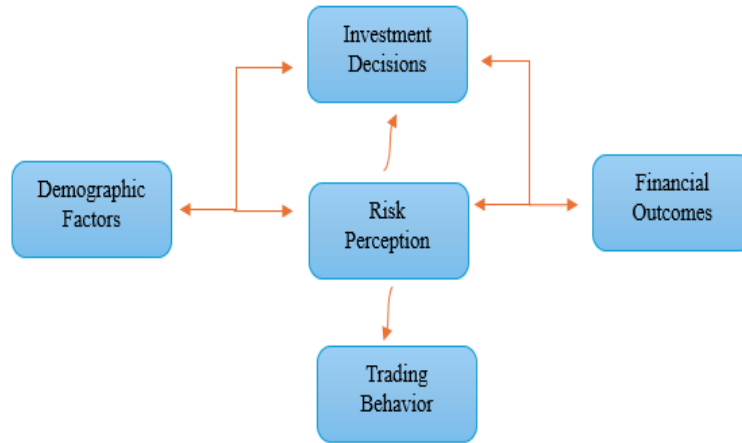 Investment
Decisions
Demographic
Factors
Risk
Perception
Financial
Outcomes
Trading
Behavior